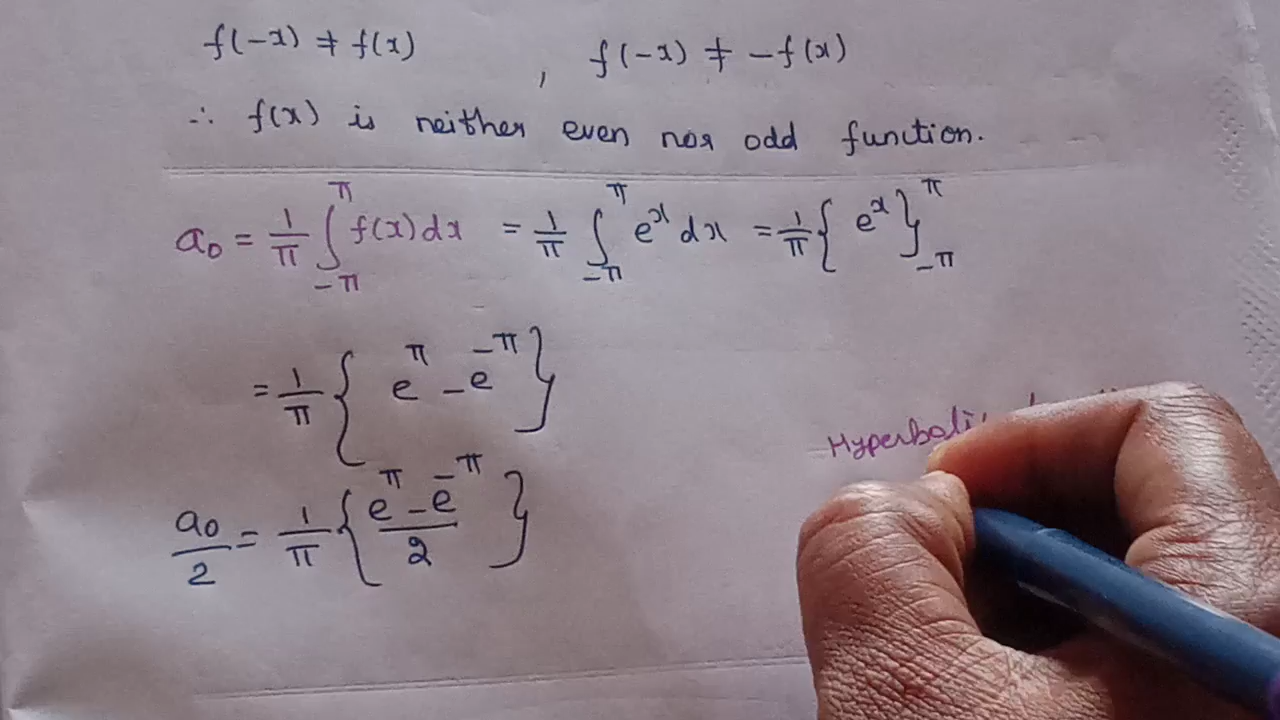 f(-x) ≠ f(x) , f(-x) ≠ -f(x)
∴ f(x) is neither even nor odd function.
a₀ = 1/π ∫_{-π}^{π} f(x) dx = 1/π ∫_{-π}^{π} e^x dx = 1/π { e^x }_{-π}^{π}
= 1/π { e^π - e^{-π} }
a₀/2 = 1/π { (e^π - e^{-π})/2 }